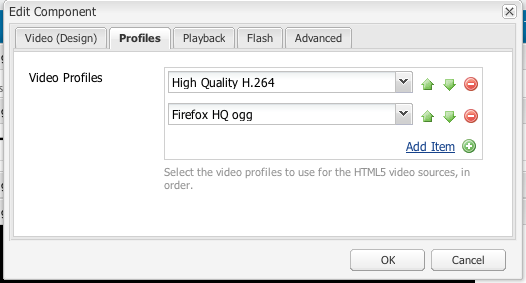 Edit Component
Video (Design) Profiles Playback Flash Advanced
Video Profiles
High Quality H.264
Firefox HQ ogg
Add Item
Select the video profiles to use for the HTML5 video sources, in
order.
OK Cancel